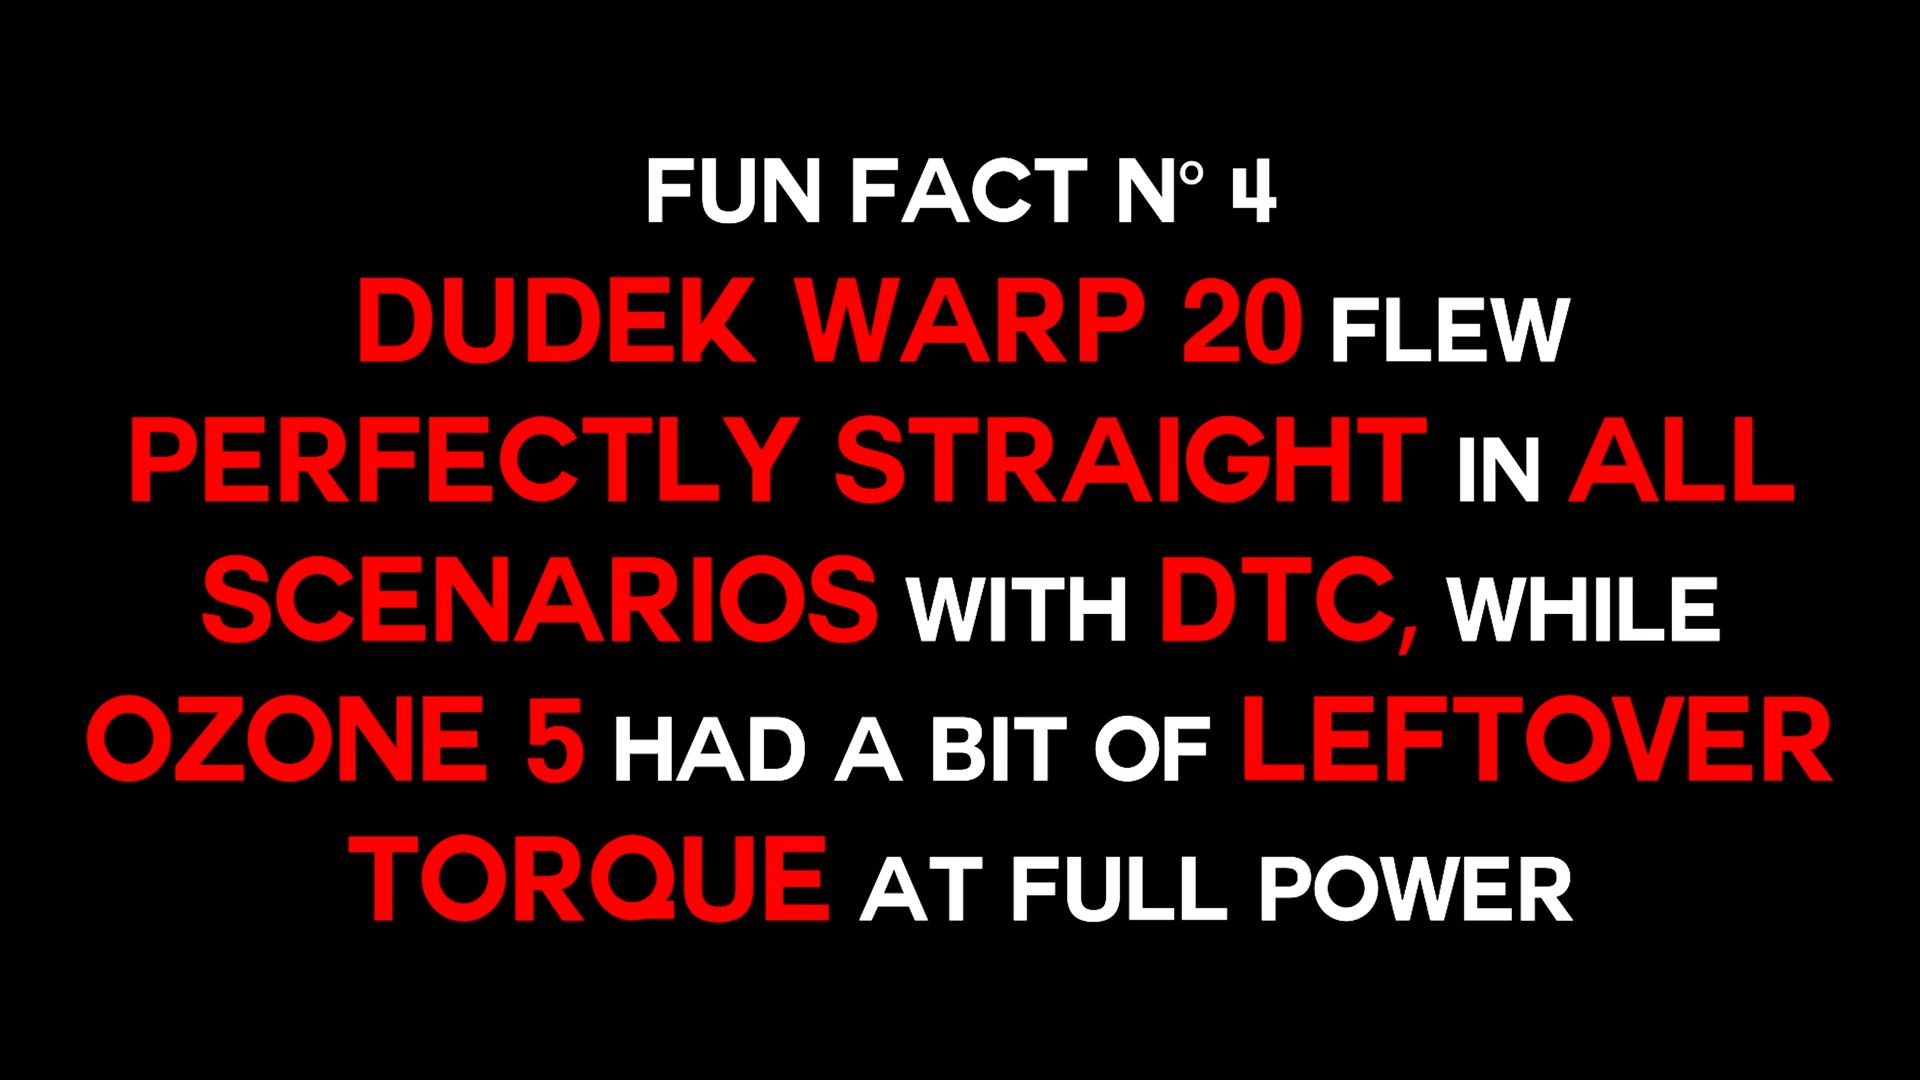 FUN FACT Nº 4
DUDEK WARP 20 FLEW
PERFECTLY STRAIGHT IN ALL
SCENARIOS WITH DTC, WHILE
OZONE 5 HAD A BIT OF LEFTOVER
TORQUE AT FULL POWER